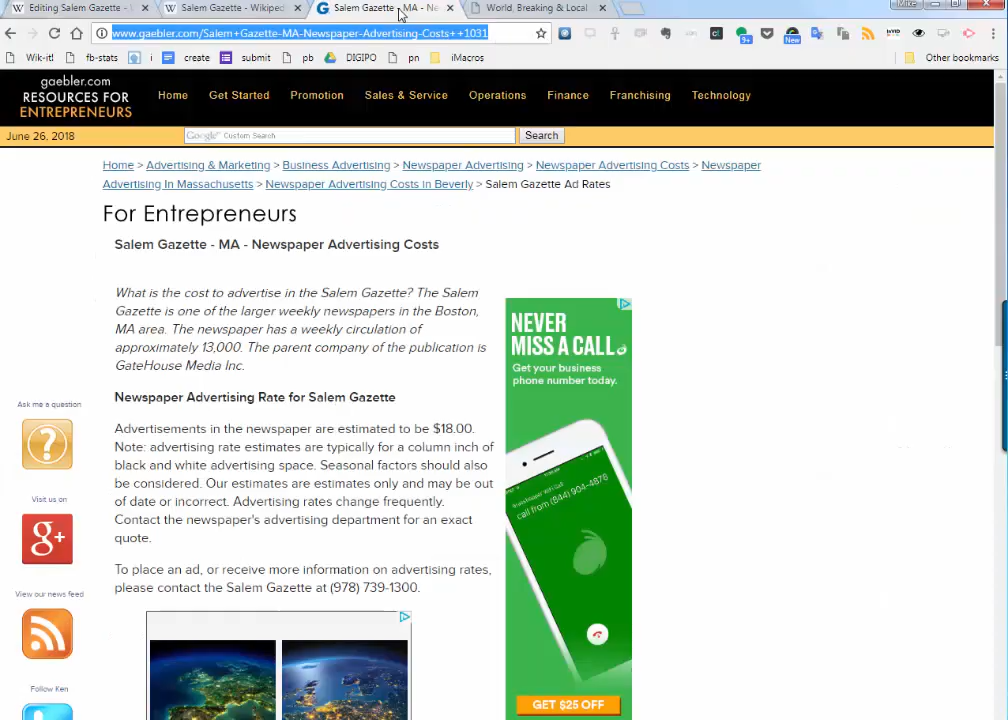 Editing Salem Gazette - 
Salem Gazette - Wikiped
Salem Gazette - MA - Ne
World, Breaking & Local
Mike
www.gaebler.com/Salem+Gazette-MA-Newspaper-Advertising-Costs++1031
Wik-it! fb-stats i create submit pb DIGIPO pn iMacros Other bookmarks
9+
New
gaebler.com
RESOURCES FOR
ENTREPRENEURS
Home Get Started Promotion Sales & Service Operations Finance Franchising Technology
June 26, 2018
Google Custom Search
Search
Home > Advertising & Marketing > Business Advertising > Newspaper Advertising > Newspaper Advertising Costs > Newspaper
Advertising In Massachusetts > Newspaper Advertising Costs in Beverly > Salem Gazette Ad Rates
For Entrepreneurs
Salem Gazette - MA - Newspaper Advertising Costs
What is the cost to advertise in the Salem Gazette? The Salem
Gazette is one of the larger weekly newspapers in the Boston,
MA area. The newspaper has a weekly circulation of
approximately 13,000. The parent company of the publication is
GateHouse Media Inc.
Newspaper Advertising Rate for Salem Gazette
Advertisements in the newspaper are estimated to be $18.00.
Note: advertising rate estimates are typically for a column inch of
black and white advertising space. Seasonal factors should also
be considered. Our estimates are estimates only and may be out
of date or incorrect. Advertising rates change frequently.
Contact the newspaper's advertising department for an exact
quote.
To place an ad, or receive more information on advertising rates,
please contact the Salem Gazette at (978) 739-1300.
Ask me a question
?
Visit us on
g+
View our news feed
Follow Ken
NEVER
MISS A CALL
Get your business
phone number today.
call from (844) 904-4876
GET $25 OFF